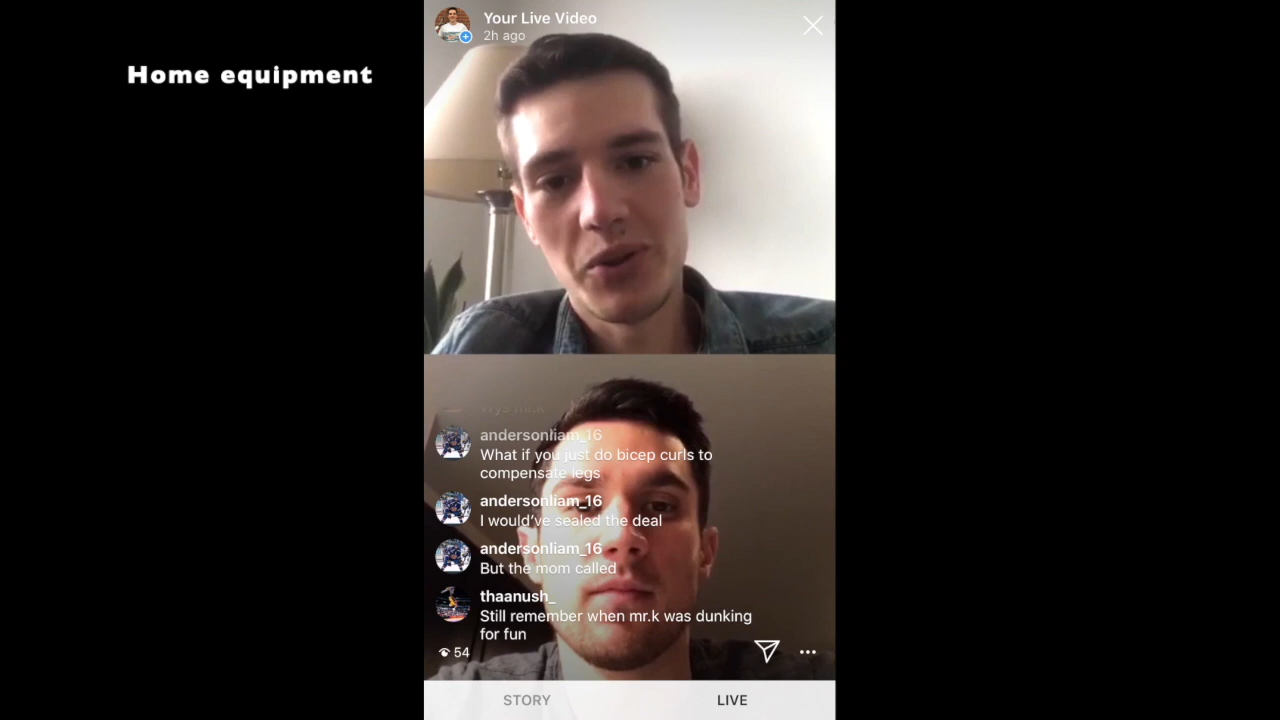 Your Live Video
2h ago
Home equipment
andersonliam_16
What if you just do bicep curls to
compensate legs
andersonliam_16
I would've sealed the deal
andersonliam_16
But the mom called
thaanush_
Still remember when mr.k was dunking
for fun
54
STORY
LIVE